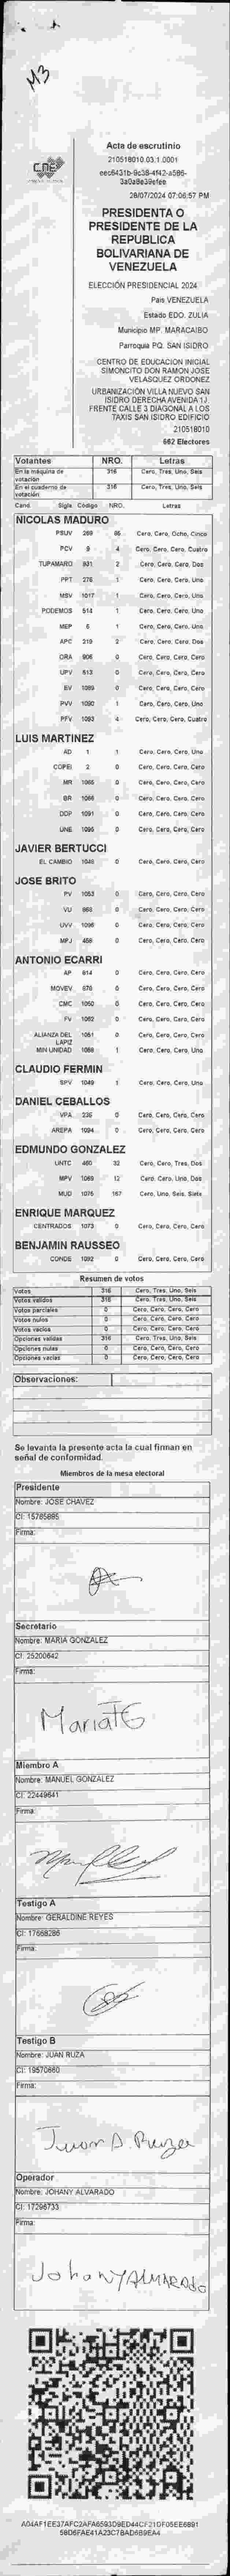 M3
CNE
Acta de escrutinio
210518010.03.1.0001
28/07/2024 07:06:57 PM
PRESIDENTA O
PRESIDENTE DE LA
REPUBLICA
BOLIVARIANA DE
VENEZUELA
ELECCIÓN PRESIDENCIAL 2024
Pais VENEZUELA
Estado EDO. ZULIA
Municipio MP. MARACAIBO
Parroquia PQ. SAN ISIDRO
CENTRO DE EDUCACION INICIAL
SIMONCITO DON RAMON JOSE
VELASQUEZ ORDONEZ
URBANIZACIÓN VILLA NUEVO SAN
ISIDRO DERECHA AVENIDA 1J
FRENTE CALLE 3 DIAGONAL A LOS
TAXIS SAN ISIDRO EDIFICIO
210518010
662 Electores
Votantes NRO. Letras
En la máquina de votación 316 Cero, Tres, Uno, Seis
En el cuaderno de votación 316 Cero, Tres, Uno, Seis
Cand. Sigla Código NRO. Letras
NICOLAS MADURO
PSUV 269 85 Cero, Cero, Ocho, Cinco
PCV 9 4 Cero, Cero, Cero, Cuatro
TUPAMARO 931 2 Cero, Cero, Cero, Dos
PPT 276 1 Cero, Cero, Cero, Uno
MSV 1017 1 Cero, Cero, Cero, Uno
PODEMOS 514 1 Cero, Cero, Cero, Uno
MEP 6 1 Cero, Cero, Cero, Uno
APC 219 2 Cero, Cero, Cero, Dos
ORA 906 0 Cero, Cero, Cero, Cero
UPV 613 0 Cero, Cero, Cero, Cero
EV 1089 0 Cero, Cero, Cero, Cero
PVV 1090 1 Cero, Cero, Cero, Uno
PFV 1093 4 Cero, Cero, Cero, Cuatro
LUIS MARTINEZ
AD 1 1 Cero, Cero, Cero, Uno
COPEI 2 0 Cero, Cero, Cero, Cero
MR 1065 0 Cero, Cero, Cero, Cero
BR 1066 0 Cero, Cero, Cero, Cero
DDP 1091 0 Cero, Cero, Cero, Cero
UNE 1095 0 Cero, Cero, Cero, Cero
JAVIER BERTUCCI
EL CAMBIO 1046 0 Cero, Cero, Cero, Cero
JOSE BRITO
PV 1053 0 Cero, Cero, Cero, Cero
VU 868 0 Cero, Cero, Cero, Cero
UVV 1096 0 Cero, Cero, Cero, Cero
MPJ 458 0 Cero, Cero, Cero, Cero
ANTONIO ECARRI
AP 814 0 Cero, Cero, Cero, Cero
MOVEV 876 0 Cero, Cero, Cero, Cero
CMC 1050 0 Cero, Cero, Cero, Cero
FV 1062 0 Cero, Cero, Cero, Cero
ALIANZA DEL LAPIZ 1051 0 Cero, Cero, Cero, Cero
MIN UNIDAD 1088 1 Cero, Cero, Cero, Uno
CLAUDIO FERMIN
SPV 1049 1 Cero, Cero, Cero, Uno
DANIEL CEBALLOS
VPA 235 0 Cero, Cero, Cero, Cero
AREPA 1094 0 Cero, Cero, Cero, Cero
EDMUNDO GONZALEZ
UNTC 460 32 Cero, Cero, Tres, Dos
MPV 1069 12 Cero, Cero, Uno, Dos
MUD 1075 167 Cero, Uno, Seis, Siete
ENRIQUE MARQUEZ
CENTRADOS 1073 0 Cero, Cero, Cero, Cero
BENJAMIN RAUSSEO
CONDE 1092 0 Cero, Cero, Cero, Cero
Resumen de votos
Votos 316 Cero, Tres, Uno, Seis
Votos validos 316 Cero, Tres, Uno, Seis
Votos parciales 0 Cero, Cero, Cero, Cero
Votos nulos 0 Cero, Cero, Cero, Cero
Votos vacios 0 Cero, Cero, Cero, Cero
Opciones validas 316 Cero, Tres, Uno, Seis
Opciones nulas 0 Cero, Cero, Cero, Cero
Opciones vacias 0 Cero, Cero, Cero, Cero
Observaciones:
Se levanta la presente acta la cual firman en
señal de conformidad.
Miembros de la mesa electoral
Presidente
Nombre: JOSE CHAVEZ
CI: 15765665
Firma:
Secretario
Nombre: MARIA GONZALEZ
CI: 25200642
Firma:
MariaTG
Miembro A
Nombre: MANUEL GONZALEZ
CI: 22449641
Firma:
Testigo A
Nombre: GERALDINE REYES
CI: 17668286
Firma:
Testigo B
Nombre: JUAN RUZA
CI: 19570660
Firma:
Juan D. Ruza
Operador
Nombre: JOHANY ALVARADO
CI: 17296733
Firma:
Johany ALVARADO